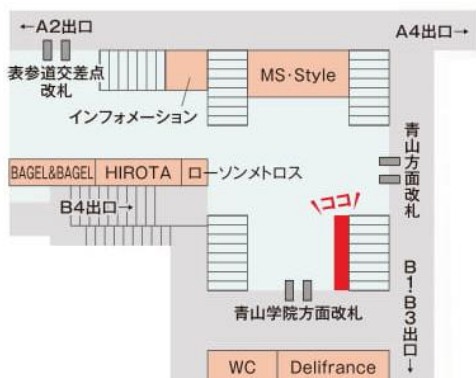 ←A2出口
A4出口→
表参道交差点
改札
インフォメーション
MS・Style
青山方面改札
BAGEL&BAGEL
HIROTA
ローソンメトロス
B4出口→
ココ!
青山学院方面改札
B1・B3出口→
WC
Delifrance